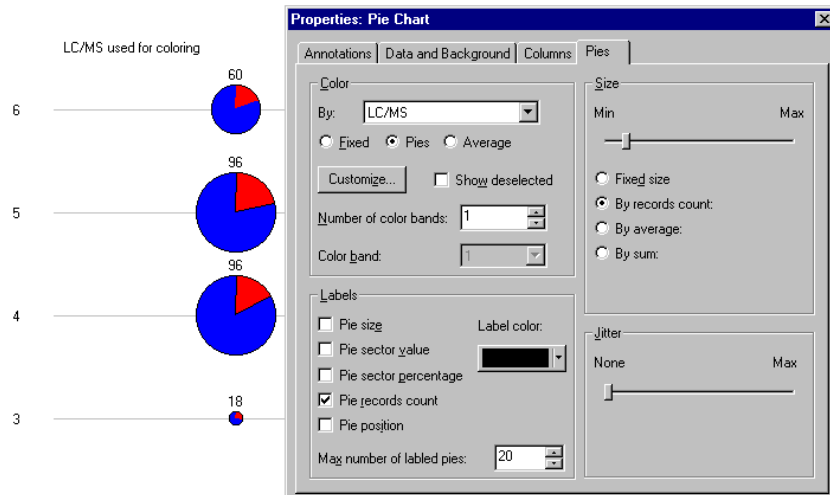 LC/MS used for coloring
60
6
96
5
96
4
18
3
Properties: Pie Chart
Annotations Data and Background Columns Pies
Color
By: LC/MS
Fixed Pies Average
Customize... Show deselected
Number of color bands: 1
Color band: 1
Labels
Pie size Label color:
Pie sector value
Pie sector percentage
Pie records count
Pie position
Max number of labled pies: 20
Size
Min Max
Fixed size
By records count:
By average:
By sum:
Jitter
None Max